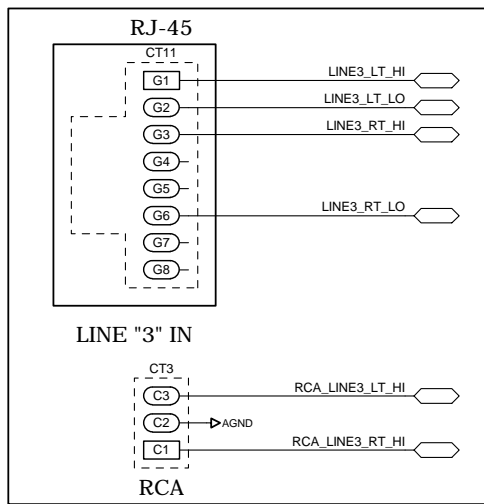 RJ-45
CT11
G1 LINE3_LT_HI
G2 LINE3_LT_LO
G3 LINE3_RT_HI
G4
G5
G6 LINE3_RT_LO
G7
G8
LINE "3" IN
CT3
C3 RCA_LINE3_LT_HI
C2 AGND
C1 RCA_LINE3_RT_HI
RCA